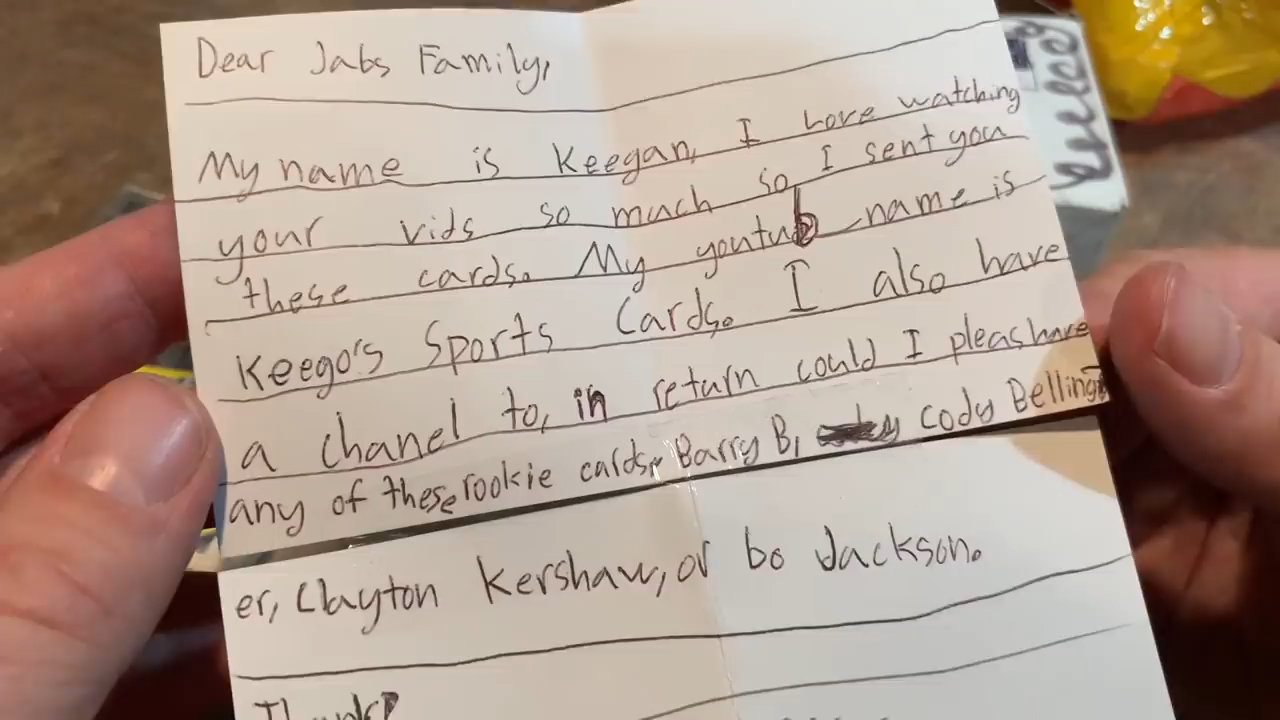 Dear Jabs Family,
My name is Keegan, I Love watching
your vids so much so I sent you
these cards. My youtub name is
Keego's Sports Cards. I also have
a chanel to, in return could I pleas have
any of these rookie cards, Barry B, Cody Belling
er, Clayton Kershaw, or bo Jackson.